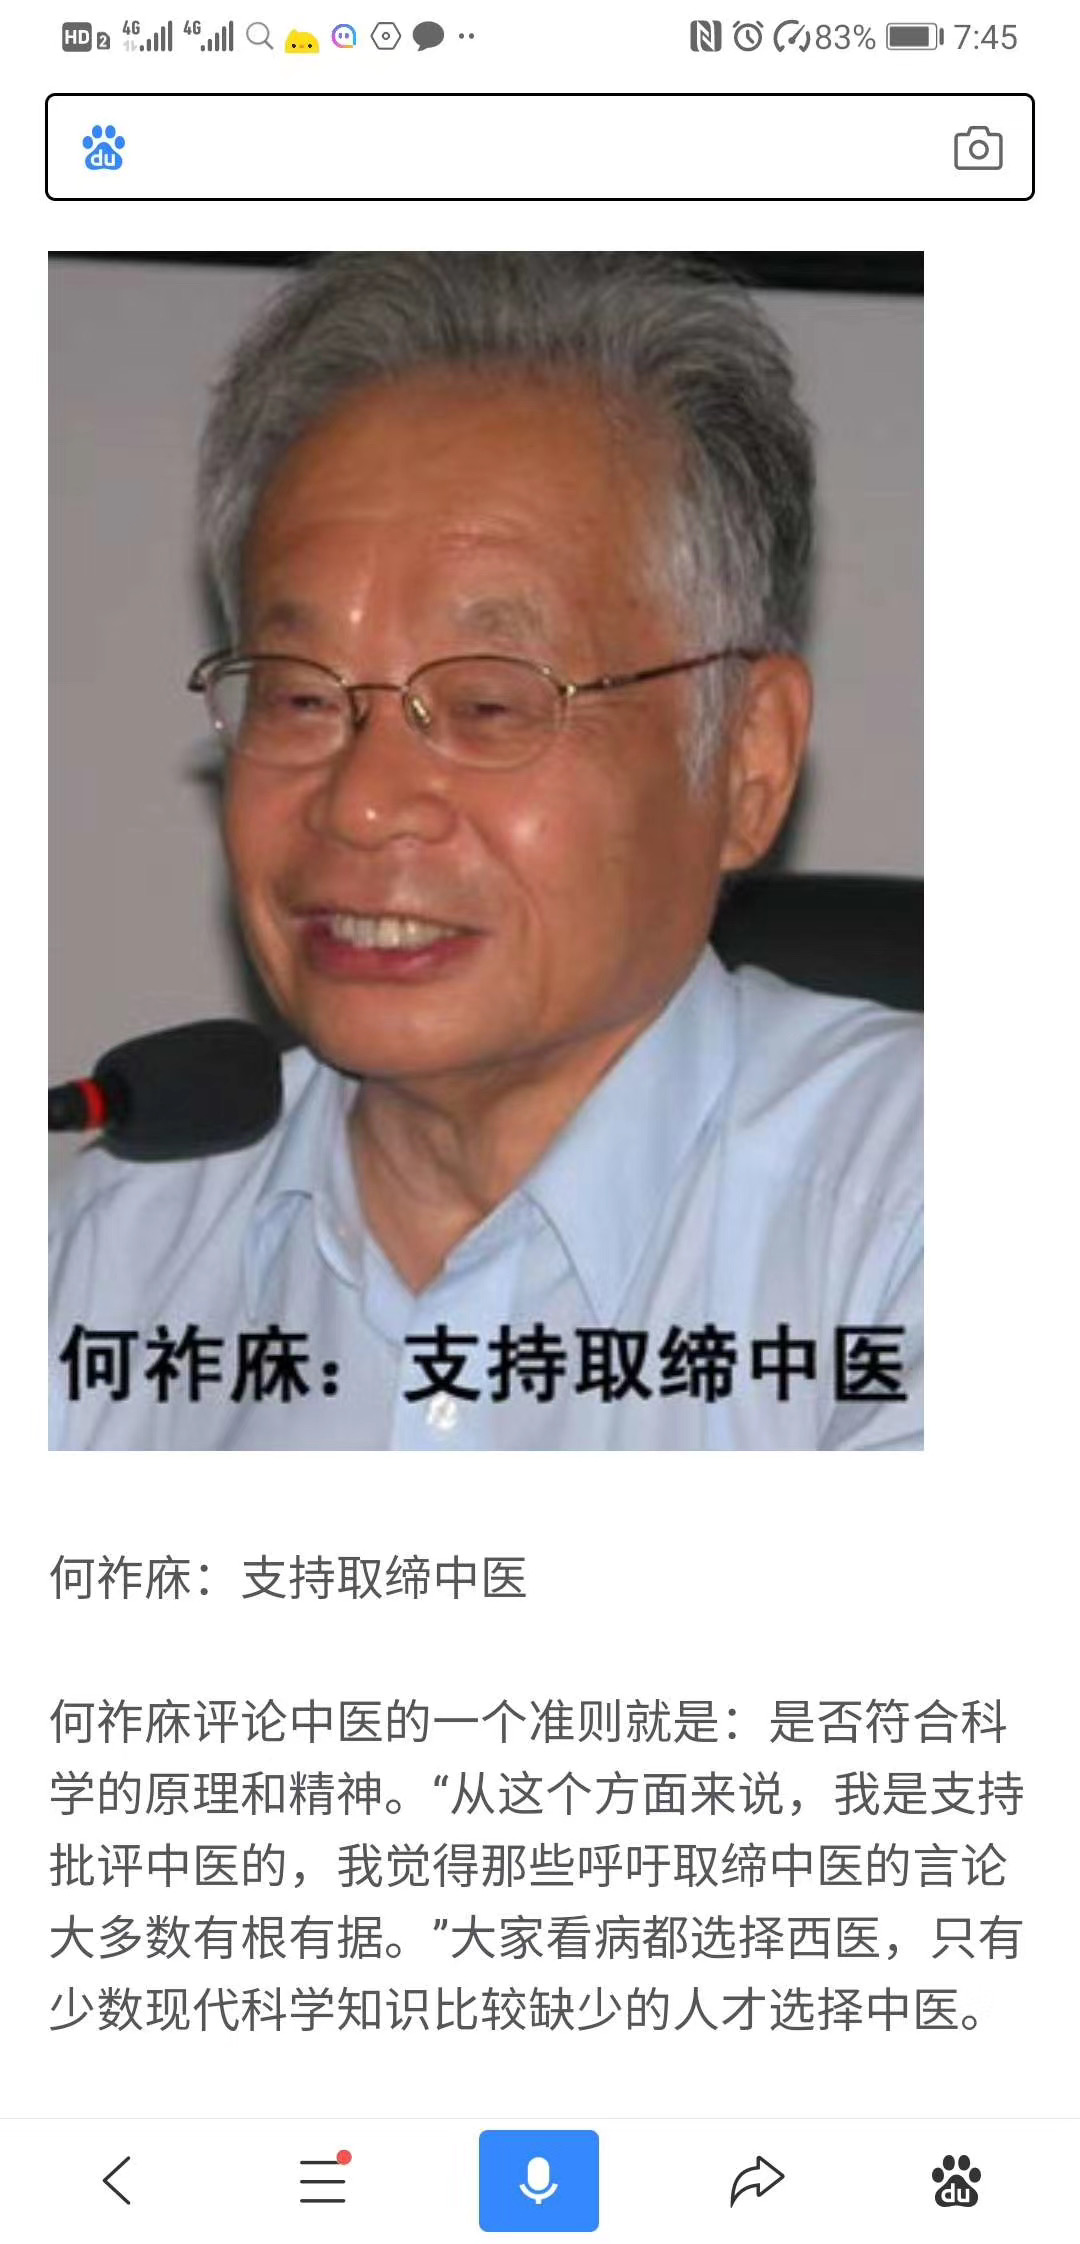 HD 2 4G 4G 83% 7:45
du
何祚庥：支持取缔中医
何祚庥：支持取缔中医
何祚庥评论中医的一个准则就是：是否符合科
学的原理和精神。“从这个方面来说，我是支持
批评中医的，我觉得那些呼吁取缔中医的言论
大多数有根有据。”大家看病都选择西医，只有
少数现代科学知识比较缺少的人才选择中医。
du